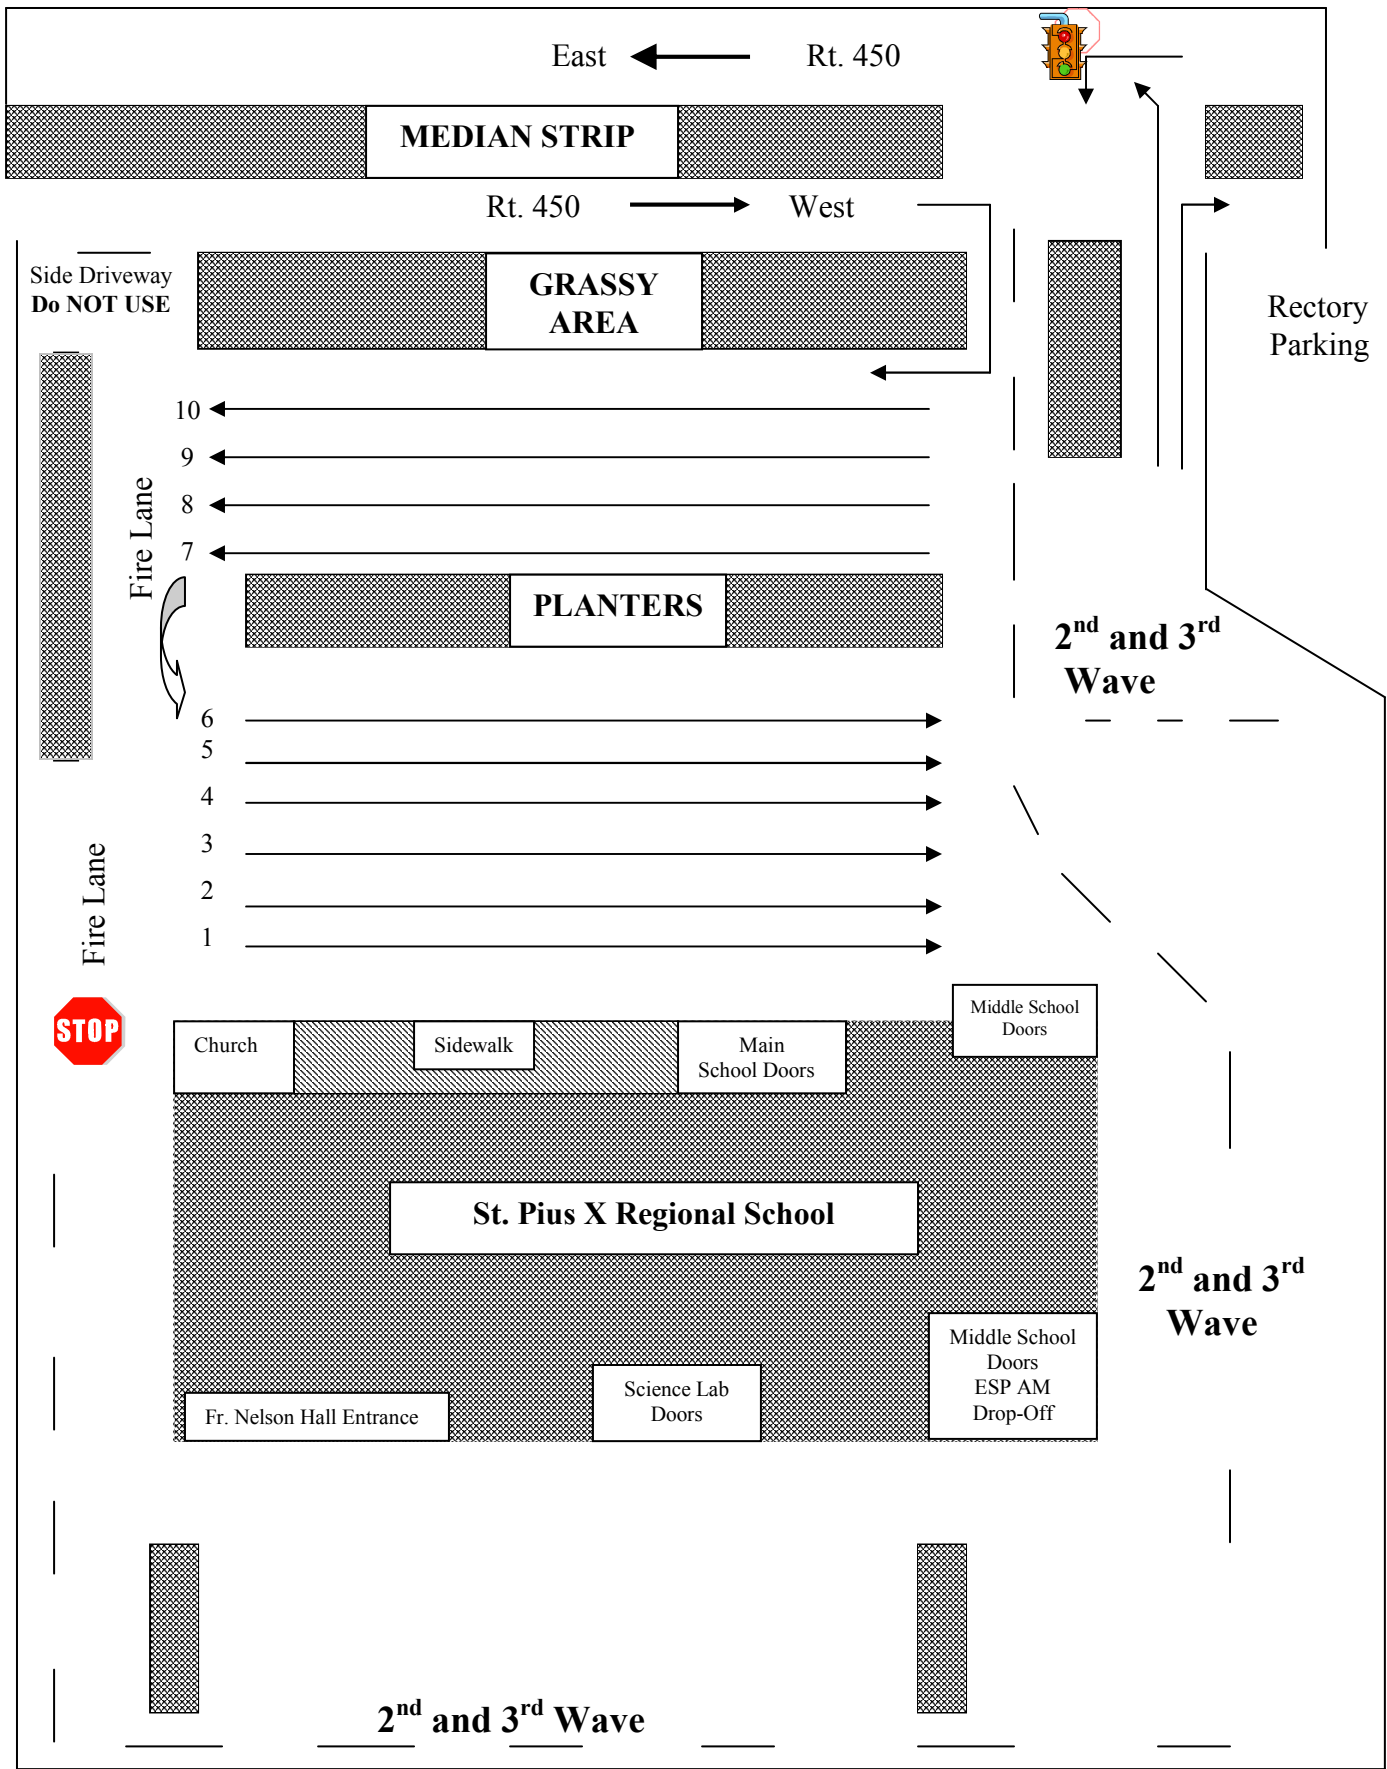 East Rt. 450
MEDIAN STRIP
Rt. 450 West
Side Driveway
Do NOT USE
GRASSY
AREA
Rectory
Parking
10
9
8
7
Fire Lane
PLANTERS
2nd and 3rd
Wave
6
5
4
3
2
1
Fire Lane
STOP
Church
Sidewalk
Main
School Doors
Middle School
Doors
St. Pius X Regional School
2nd and 3rd
Wave
Fr. Nelson Hall Entrance
Science Lab
Doors
Middle School
Doors
ESP AM
Drop-Off
2nd and 3rd Wave